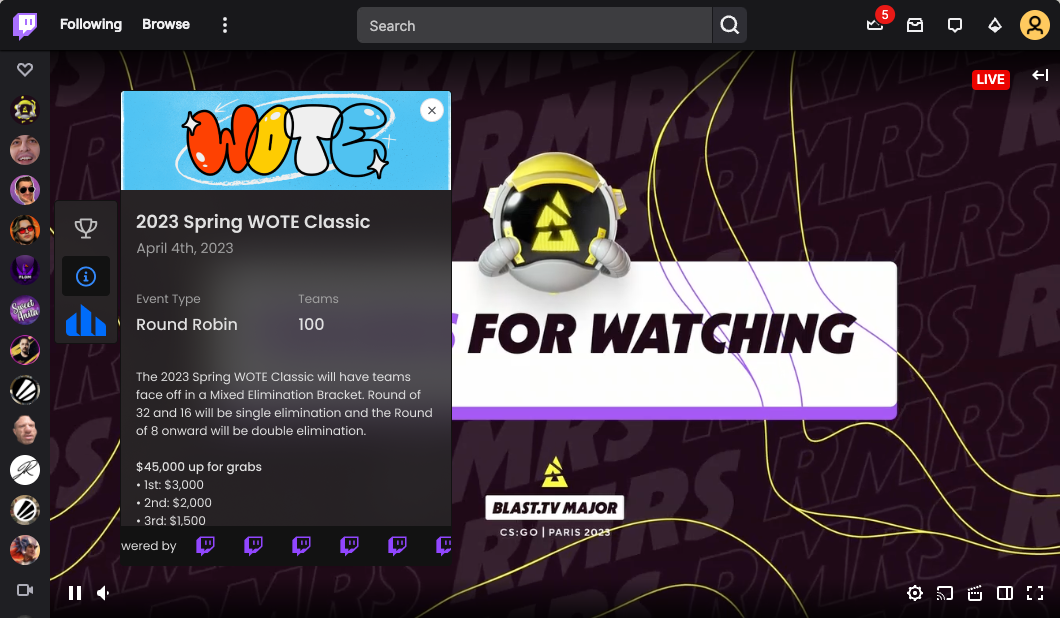 Following
Browse
Search
5
LIVE
WOTE
2023 Spring WOTE Classic
April 4th, 2023
Event Type
Teams
Round Robin
100
The 2023 Spring WOTE Classic will have teams
face off in a Mixed Elimination Bracket. Round of
32 and 16 will be single elimination and the Round
of 8 onward will be double elimination.
$45,000 up for grabs
• 1st: $3,000
• 2nd: $2,000
• 3rd: $1,500
wered by
S FOR WATCHING
BLAST.TV MAJOR
CS:GO | PARIS 2023
RMRS
Sweet
Anita